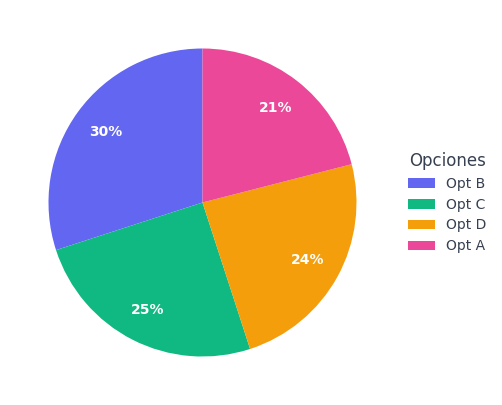 21%
30%
24%
25%
Opciones
Opt B
Opt C
Opt D
Opt A